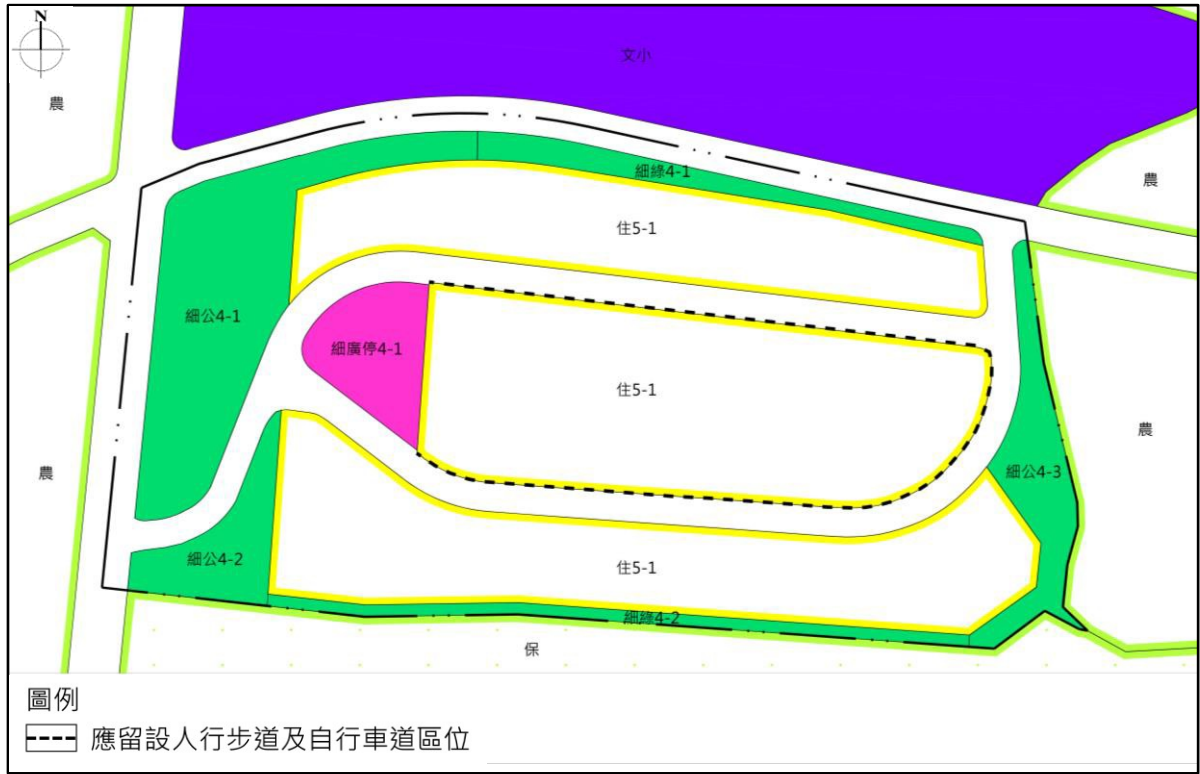 N
文小
農
農
細綠4-1
住5-1
細公4-1
細廣停4-1
住5-1
農
農
細公4-3
細公4-2
住5-1
細綠4-2
保
圖例
應留設人行步道及自行車道區位